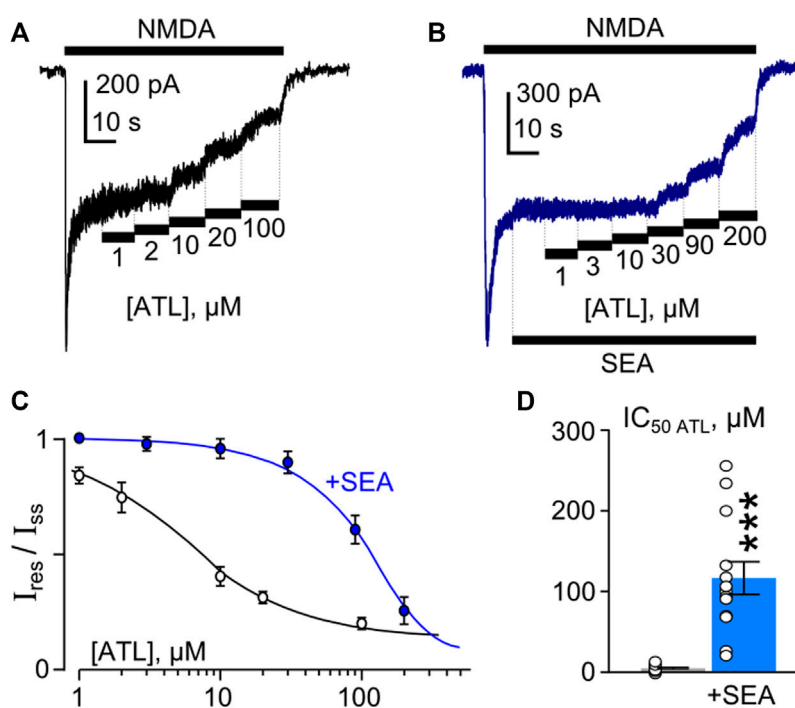 A
NMDA
200 pA
10 s
1 2 10 20 100
[ATL], µM
B
NMDA
300 pA
10 s
1 3 10 30 90 200
[ATL], µM
SEA
C
1
+SEA
I_res / I_ss
0
[ATL], µM
1 10 100
D
IC50 ATL, µM
300
200
100
0
***
+SEA